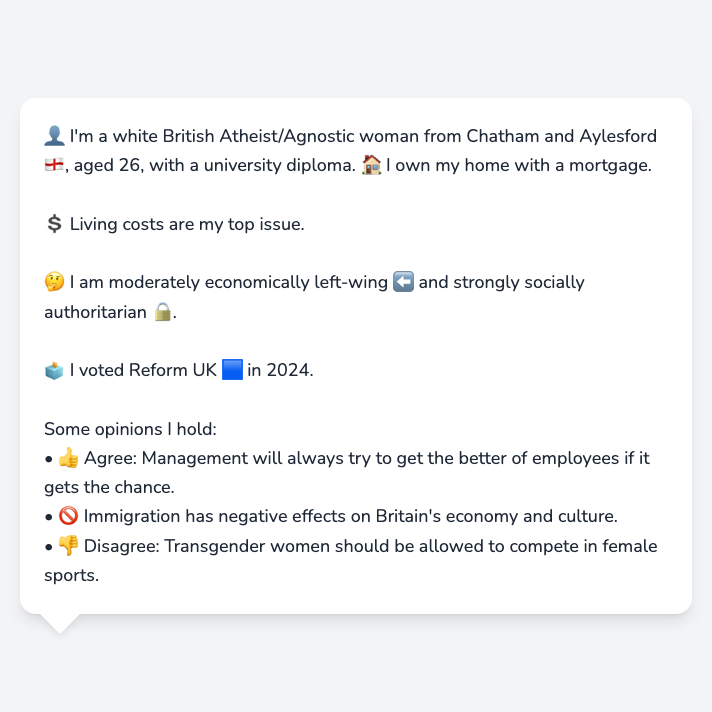 👤 I'm a white British Atheist/Agnostic woman from Chatham and Aylesford
🏴󠁧󠁢󠁥󠁮󠁧󠁿, aged 26, with a university diploma. 🏠 I own my home with a mortgage.
💲 Living costs are my top issue.
🤔 I am moderately economically left-wing ⬅️ and strongly socially
authoritarian 🔒.
🗳️ I voted Reform UK 🟦 in 2024.
Some opinions I hold:
• 👍 Agree: Management will always try to get the better of employees if it
gets the chance.
• 🚫 Immigration has negative effects on Britain's economy and culture.
• 👎 Disagree: Transgender women should be allowed to compete in female
sports.